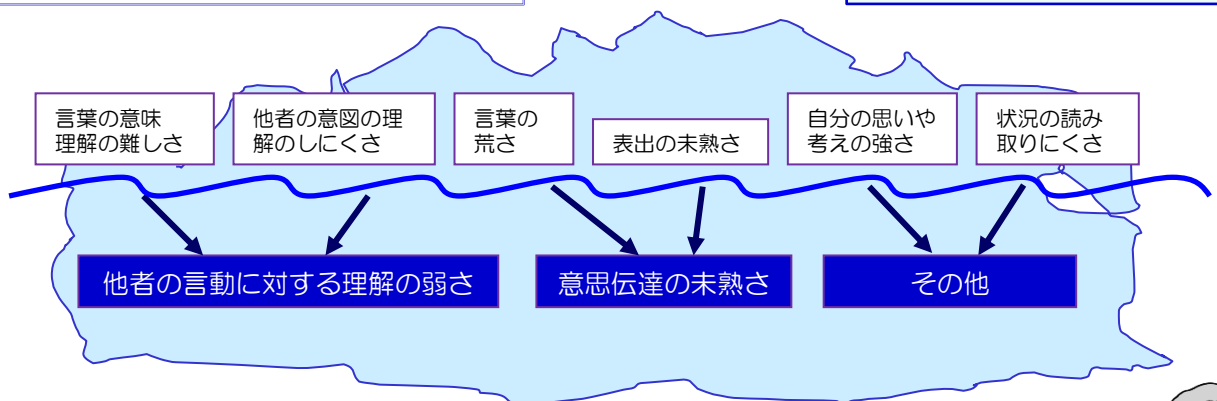 言葉の意味
理解の難しさ
他者の意図の理
解のしにくさ
言葉の
荒さ
表出の未熟さ
自分の思いや
考えの強さ
状況の読み
取りにくさ
他者の言動に対する理解の弱さ
意思伝達の未熟さ
その他